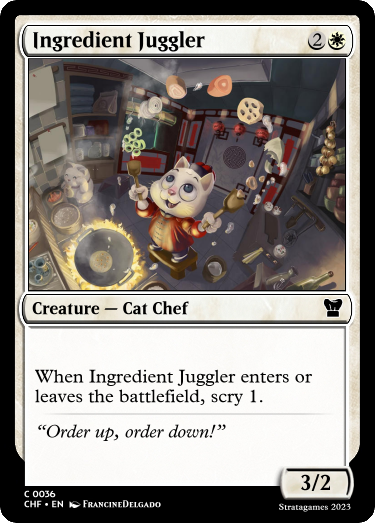 Ingredient Juggler 2
Creature — Cat Chef
When Ingredient Juggler enters or
leaves the battlefield, scry 1.
“Order up, order down!”
3/2
C 0036
CHF • EN FrancineDelgado
Stratagames 2023